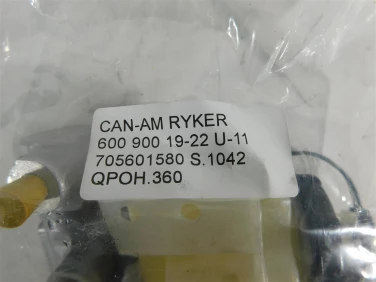 CAN-AM RYKER
600 900 19-22 U-11
705601580 S.1042
QPOH.360